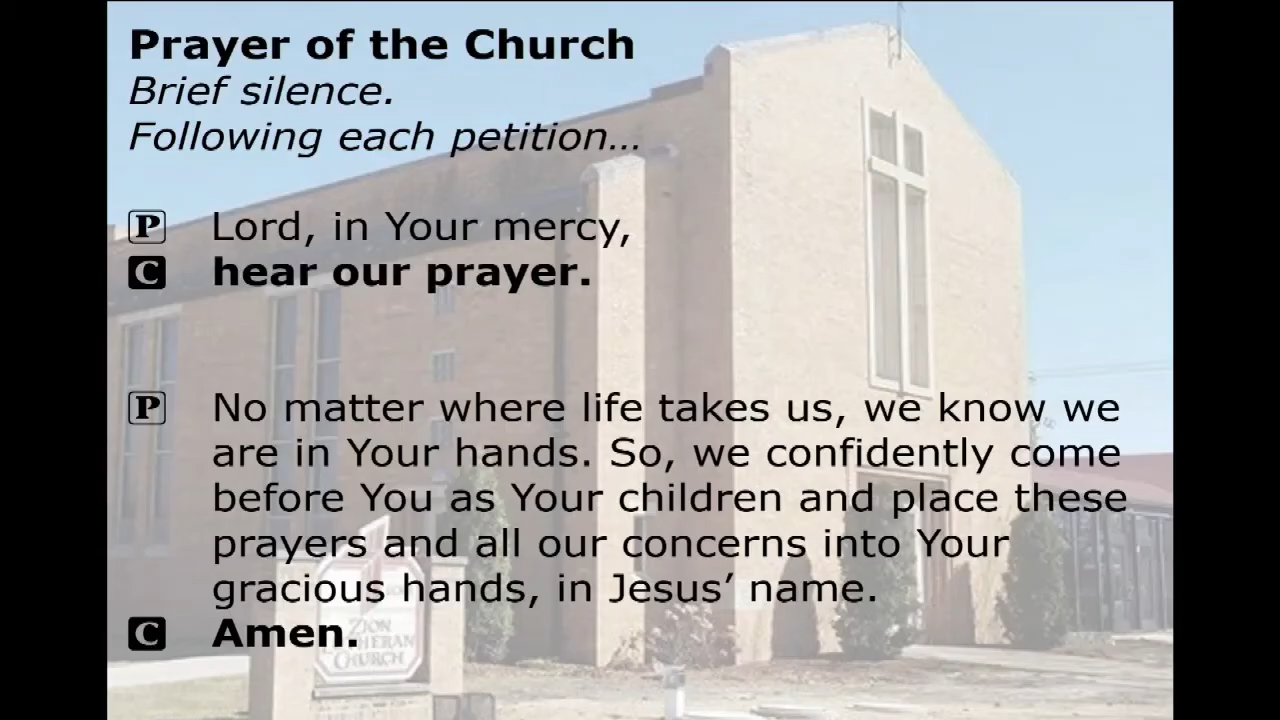 Prayer of the Church
Brief silence.
Following each petition…
P Lord, in Your mercy,
C hear our prayer.
P No matter where life takes us, we know we
are in Your hands. So, we confidently come
before You as Your children and place these
prayers and all our concerns into Your
gracious hands, in Jesus’ name.
C Amen.
ZION
LUTHERAN
CHURCH